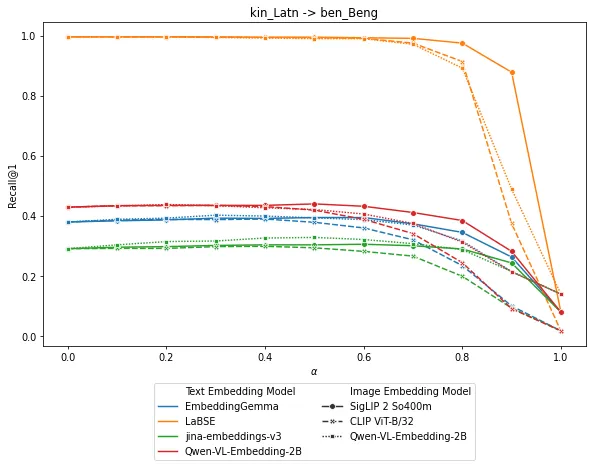 kin_Latn -> ben_Beng
Recall@1
1.0
0.8
0.6
0.4
0.2
0.0
0.0 0.2 0.4 0.6 0.8 1.0
α
Text Embedding Model
EmbeddingGemma
LaBSE
jina-embeddings-v3
Qwen-VL-Embedding-2B
Image Embedding Model
SigLIP 2 So400m
CLIP ViT-B/32
Qwen-VL-Embedding-2B